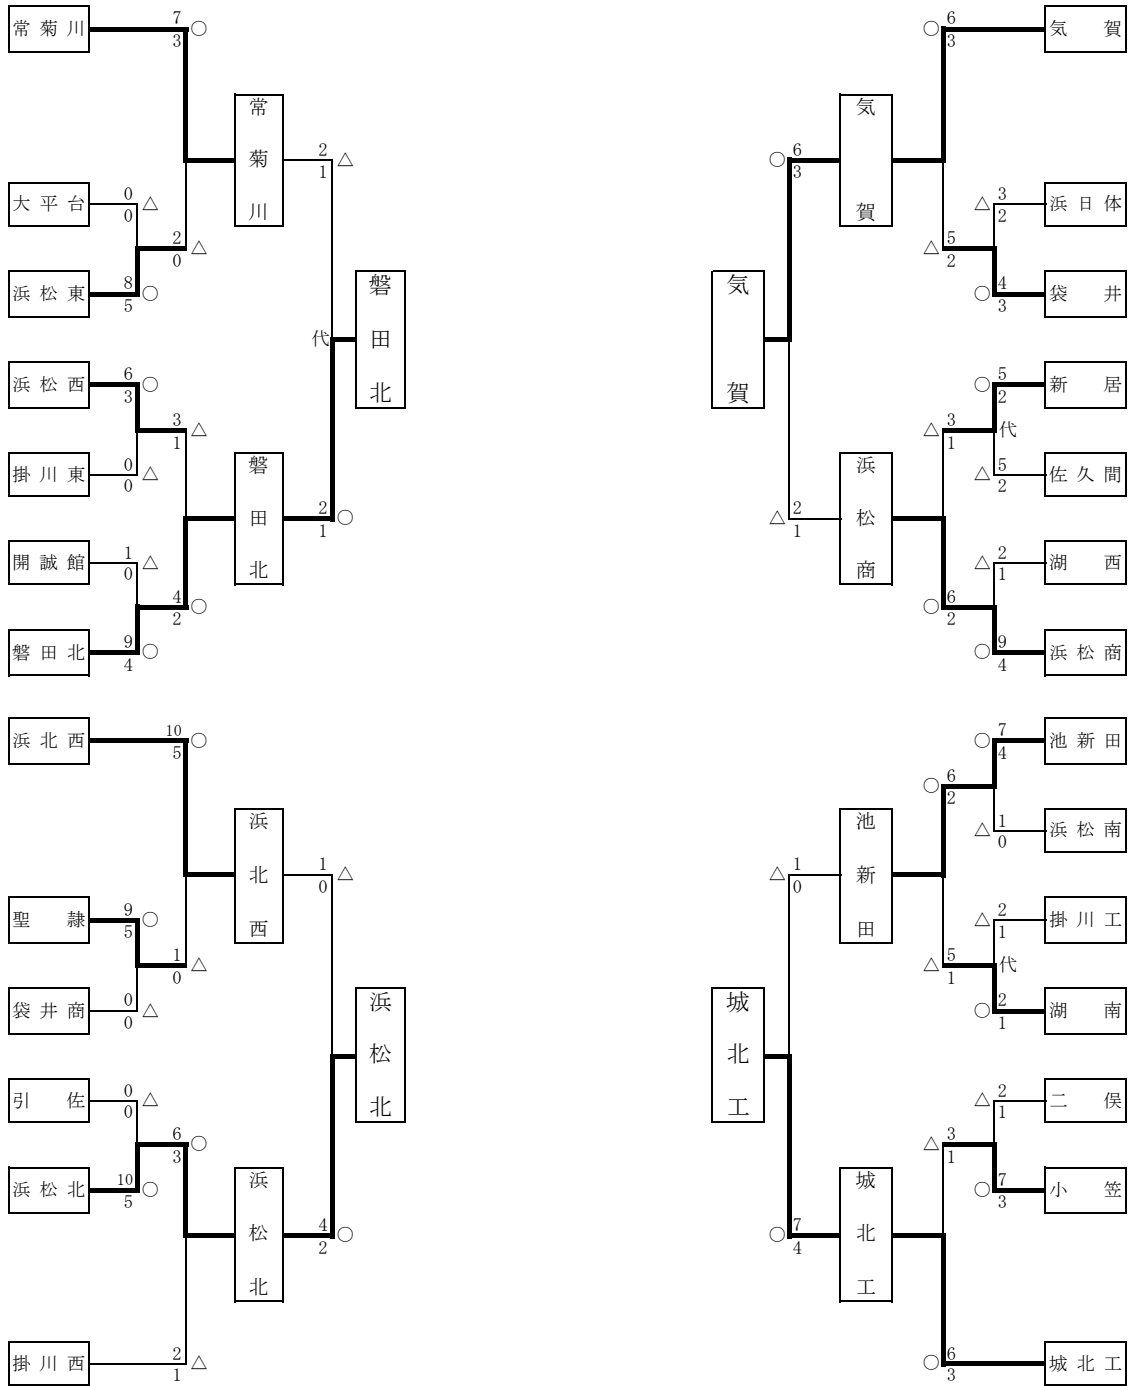 常菊川 7 ○
3
大平台 0 △
0
2 △
0
浜松東 8 ○
5
常菊川 2 △
1
浜松西 6 ○
3
3 △
1
掛川東 0 △
0
開誠館 1 △
0
4 ○
2
磐田北 9 ○
4
磐田北 2 ○
1
代 磐田北
浜北西 10 ○
5
聖隷 9 ○
5
1 △
0
袋井商 0 △
0
浜北西 1 △
0
引佐 0 △
0
6 ○
3
浜松北 10 ○
5
掛川西 2 △
1
浜松北 4 ○
2
浜松北
○ 6 気賀
3
△ 3 浜日体
2
△ 5
2
○ 4 袋井
3
○ 6 気賀
3
○ 5 新居
2
△ 3 代
1
△ 5 佐久間
2
△ 2 湖西
1
○ 6
2
○ 9 浜松商
4
△ 2 浜松商
1
気賀
○ 7 池新田
4
○ 6
2
△ 1 浜松南
0
△ 2 掛川工
1
△ 5 代
1
○ 2 湖南
1
△ 1 池新田
0
△ 2 二俣
1
△ 3
1
○ 7 小笠
3
○ 6 城北工
3
○ 7 城北工
4
城北工